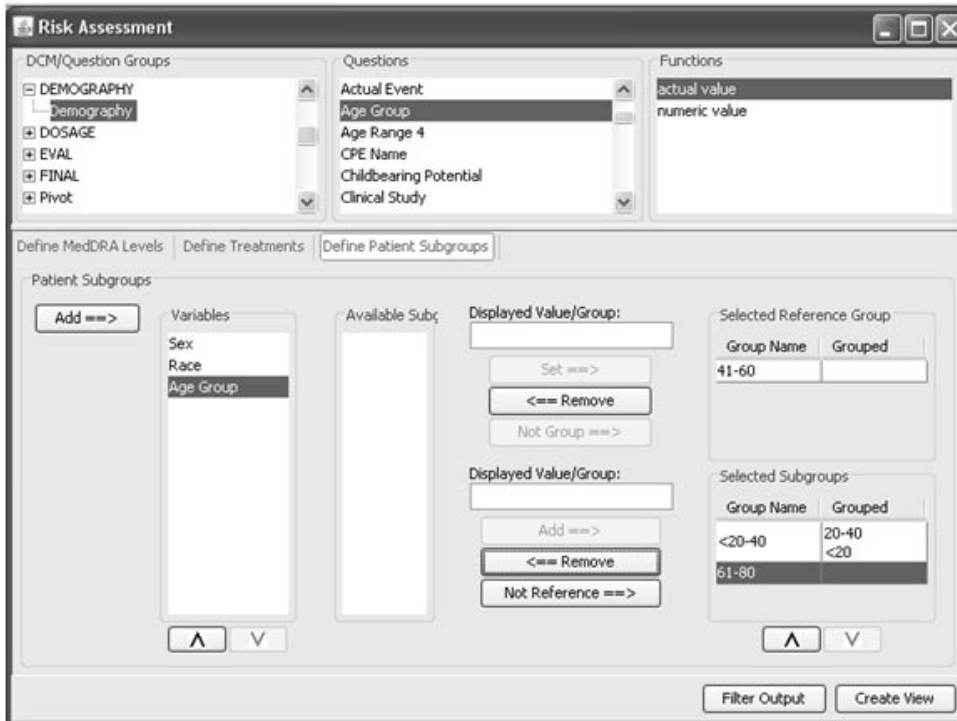 Risk Assessment
DCM/Question Groups
DEMOGRAPHY
Demography
DOSAGE
EVAL
FINAL
Pivot
Questions
Actual Event
Age Group
Age Range 4
CPE Name
Childbearing Potential
Clinical Study
Functions
actual value
numeric value
Define MedDRA Levels
Define Treatments
Define Patient Subgroups
Patient Subgroups
Add ==>
Variables
Sex
Race
Age Group
Available Subg
Displayed Value/Group:
Set ==>
<== Remove
Not Group ==>
Displayed Value/Group:
Add ==>
<== Remove
Not Reference ==>
Selected Reference Group
Group Name Grouped
41-60
Selected Subgroups
Group Name Grouped
<20-40 20-40
<20
61-80
Filter Output
Create View